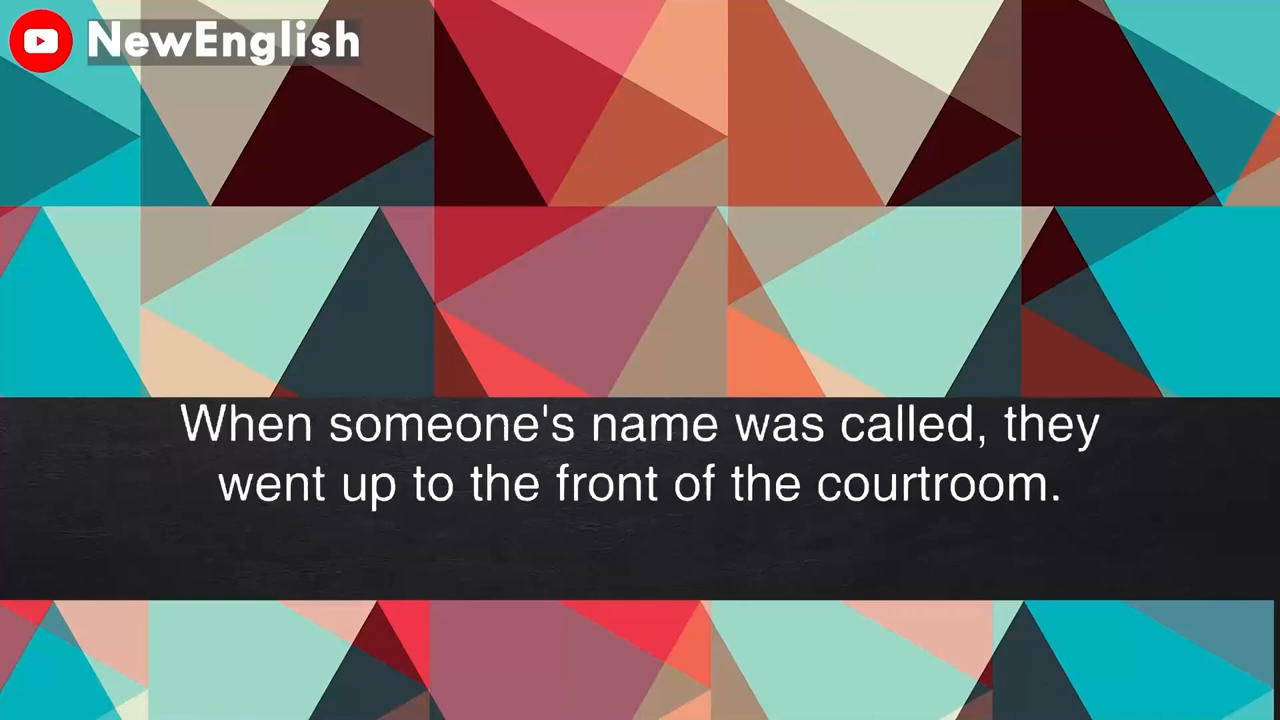 NewEnglish
When someone's name was called, they
went up to the front of the courtroom.